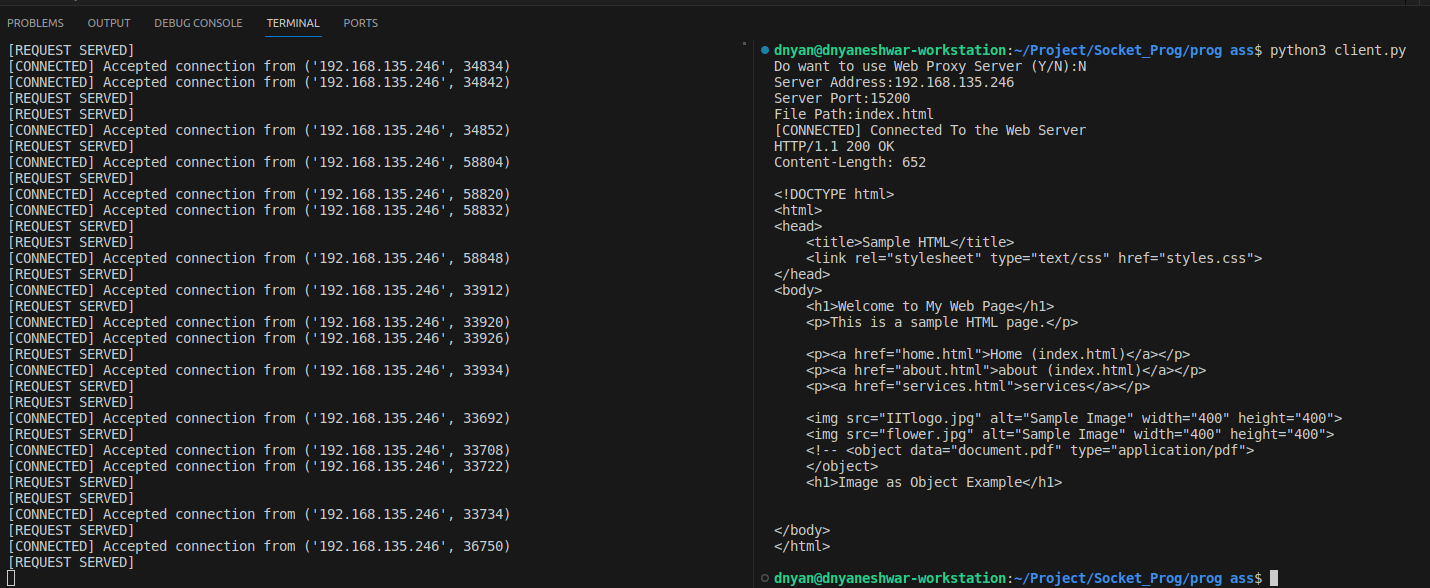 PROBLEMS OUTPUT DEBUG CONSOLE TERMINAL PORTS
[REQUEST SERVED]
[CONNECTED] Accepted connection from ('192.168.135.246', 34834)
[CONNECTED] Accepted connection from ('192.168.135.246', 34842)
[REQUEST SERVED]
[REQUEST SERVED]
[CONNECTED] Accepted connection from ('192.168.135.246', 34852)
[REQUEST SERVED]
[CONNECTED] Accepted connection from ('192.168.135.246', 58804)
[REQUEST SERVED]
[CONNECTED] Accepted connection from ('192.168.135.246', 58820)
[CONNECTED] Accepted connection from ('192.168.135.246', 58832)
[REQUEST SERVED]
[REQUEST SERVED]
[CONNECTED] Accepted connection from ('192.168.135.246', 58848)
[REQUEST SERVED]
[CONNECTED] Accepted connection from ('192.168.135.246', 33912)
[REQUEST SERVED]
[CONNECTED] Accepted connection from ('192.168.135.246', 33920)
[CONNECTED] Accepted connection from ('192.168.135.246', 33926)
[REQUEST SERVED]
[CONNECTED] Accepted connection from ('192.168.135.246', 33934)
[REQUEST SERVED]
[REQUEST SERVED]
[CONNECTED] Accepted connection from ('192.168.135.246', 33692)
[REQUEST SERVED]
[CONNECTED] Accepted connection from ('192.168.135.246', 33708)
[CONNECTED] Accepted connection from ('192.168.135.246', 33722)
[REQUEST SERVED]
[REQUEST SERVED]
[CONNECTED] Accepted connection from ('192.168.135.246', 33734)
[REQUEST SERVED]
[CONNECTED] Accepted connection from ('192.168.135.246', 36750)
[REQUEST SERVED]
dnyan@dnyaneshwar-workstation:~/Project/Socket_Prog/prog ass$ python3 client.py
Do want to use Web Proxy Server (Y/N):N
Server Address:192.168.135.246
Server Port:15200
File Path:index.html
[CONNECTED] Connected To the Web Server
HTTP/1.1 200 OK
Content-Length: 652
<!DOCTYPE html>
<html>
<head>
    <title>Sample HTML</title>
    <link rel="stylesheet" type="text/css" href="styles.css">
</head>
<body>
    <h1>Welcome to My Web Page</h1>
    <p>This is a sample HTML page.</p>
    <p><a href="home.html">Home (index.html)</a></p>
    <p><a href="about.html">about (index.html)</a></p>
    <p><a href="services.html">services</a></p>
    <img src="IITlogo.jpg" alt="Sample Image" width="400" height="400">
    <img src="flower.jpg" alt="Sample Image" width="400" height="400">
    <!-- <object data="document.pdf" type="application/pdf">
    </object>
    <h1>Image as Object Example</h1>
</body>
</html>
dnyan@dnyaneshwar-workstation:~/Project/Socket_Prog/prog ass$